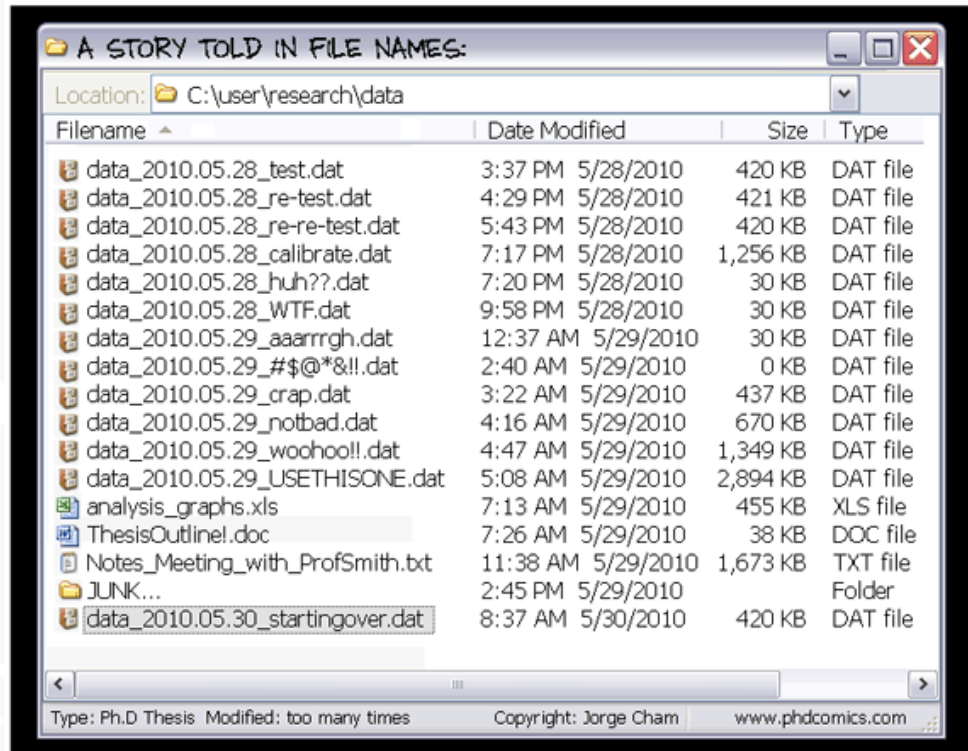 A STORY TOLD IN FILE NAMES:
Location: C:\user\research\data
Filename Date Modified Size Type
data_2010.05.28_test.dat 3:37 PM 5/28/2010 420 KB DAT file
data_2010.05.28_re-test.dat 4:29 PM 5/28/2010 421 KB DAT file
data_2010.05.28_re-re-test.dat 5:43 PM 5/28/2010 420 KB DAT file
data_2010.05.28_calibrate.dat 7:17 PM 5/28/2010 1,256 KB DAT file
data_2010.05.28_huh??.dat 7:20 PM 5/28/2010 30 KB DAT file
data_2010.05.28_WTF.dat 9:58 PM 5/28/2010 30 KB DAT file
data_2010.05.29_aaarrrgh.dat 12:37 AM 5/29/2010 30 KB DAT file
data_2010.05.29_#$@*&!!.dat 2:40 AM 5/29/2010 0 KB DAT file
data_2010.05.29_crap.dat 3:22 AM 5/29/2010 437 KB DAT file
data_2010.05.29_notbad.dat 4:16 AM 5/29/2010 670 KB DAT file
data_2010.05.29_woohoo!!.dat 4:47 AM 5/29/2010 1,349 KB DAT file
data_2010.05.29_USETHISONE.dat 5:08 AM 5/29/2010 2,894 KB DAT file
analysis_graphs.xls 7:13 AM 5/29/2010 455 KB XLS file
ThesisOutline!.doc 7:26 AM 5/29/2010 38 KB DOC file
Notes_Meeting_with_ProfSmith.txt 11:38 AM 5/29/2010 1,673 KB TXT file
JUNK... 2:45 PM 5/29/2010 Folder
data_2010.05.30_startingover.dat 8:37 AM 5/30/2010 420 KB DAT file
Type: Ph.D Thesis Modified: too many times Copyright: Jorge Cham www.phdcomics.com